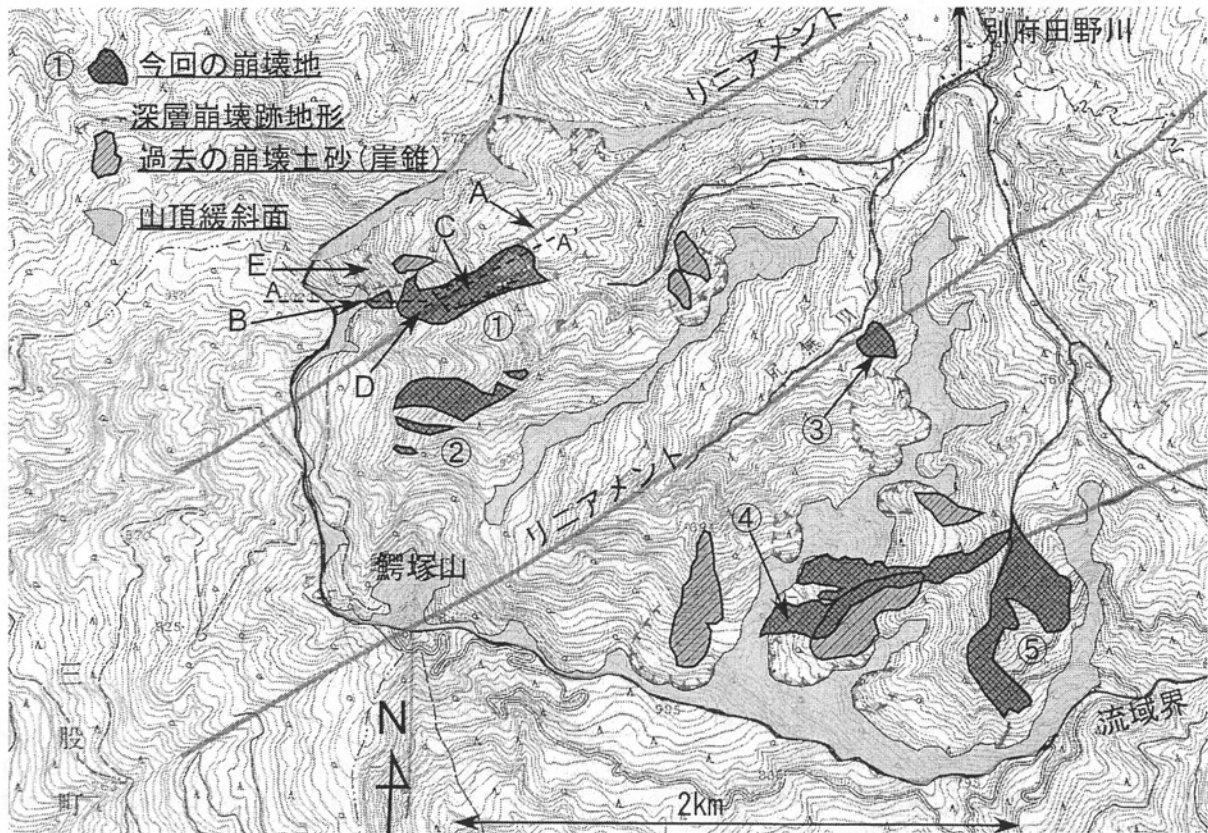 ① 今回の崩壊地
深層崩壊跡地形
過去の崩壊土砂(崖錐)
山頂緩斜面
リニアメント
別府田野川
A
C
A'
E
A
B
①
D
②
③
リニアメント
④
鰐塚山
⑤
三股町
N
流域界
2km